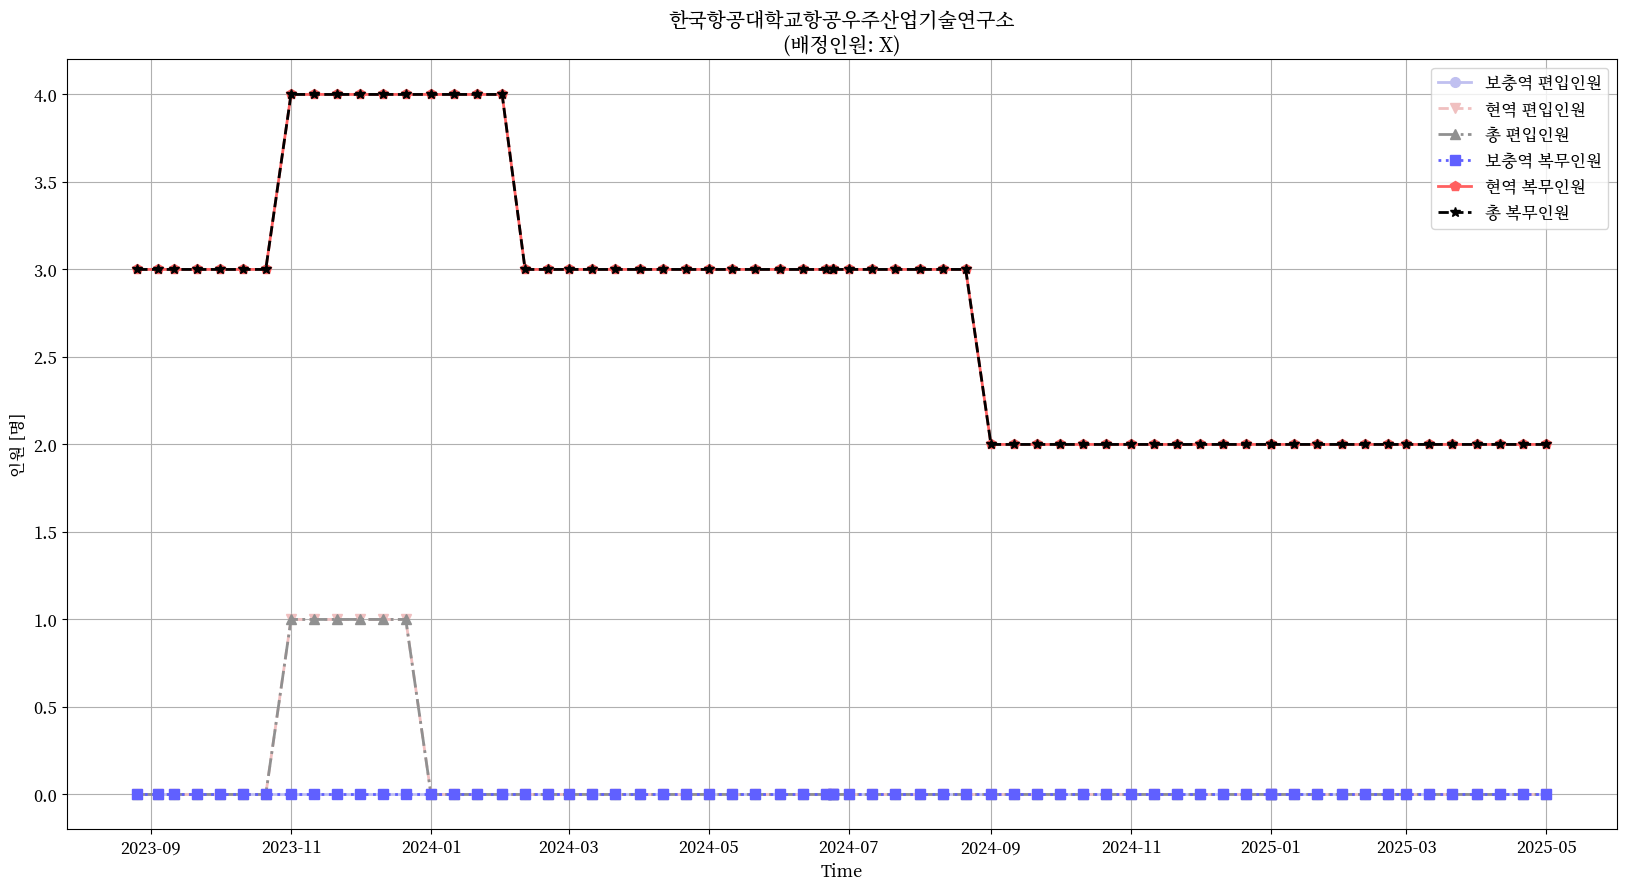 한국항공대학교항공우주산업기술연구소
(배정인원: X)
보충역 편입인원
현역 편입인원
총 편입인원
보충역 복무인원
현역 복무인원
총 복무인원
인원 [명]
4.0
3.5
3.0
2.5
2.0
1.5
1.0
0.5
0.0
2023-09 2023-11 2024-01 2024-03 2024-05 2024-07 2024-09 2024-11 2025-01 2025-03 2025-05
Time